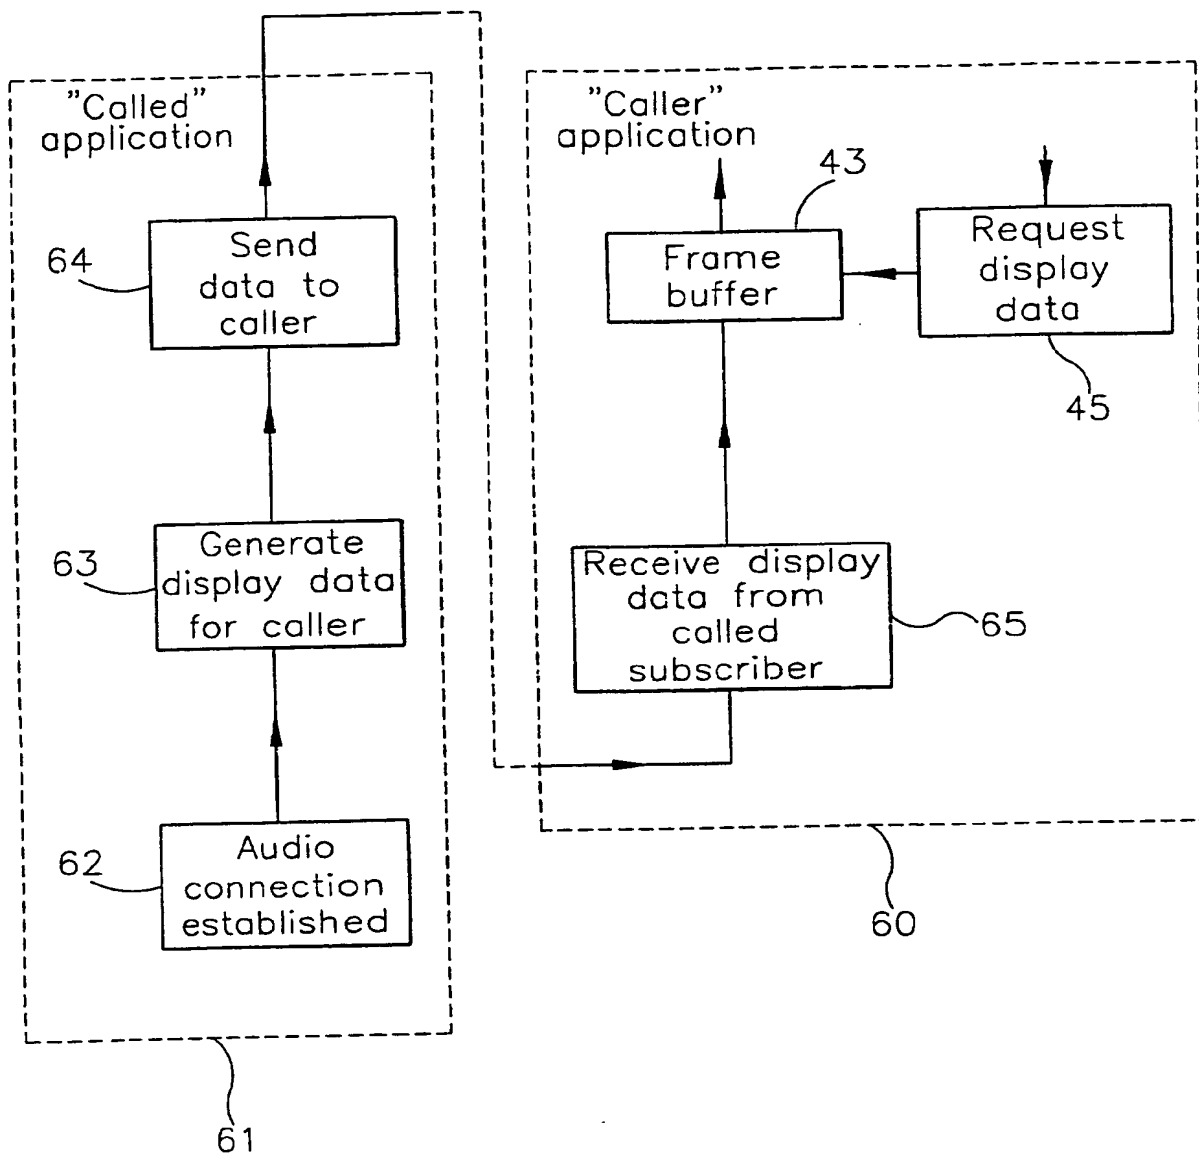 "Called"
application
64
Send
data to
caller
63
Generate
display data
for caller
62
Audio
connection
established
61
"Caller"
application
43
Frame
buffer
Request
display
data
45
Receive display
data from
called
subscriber
65
60